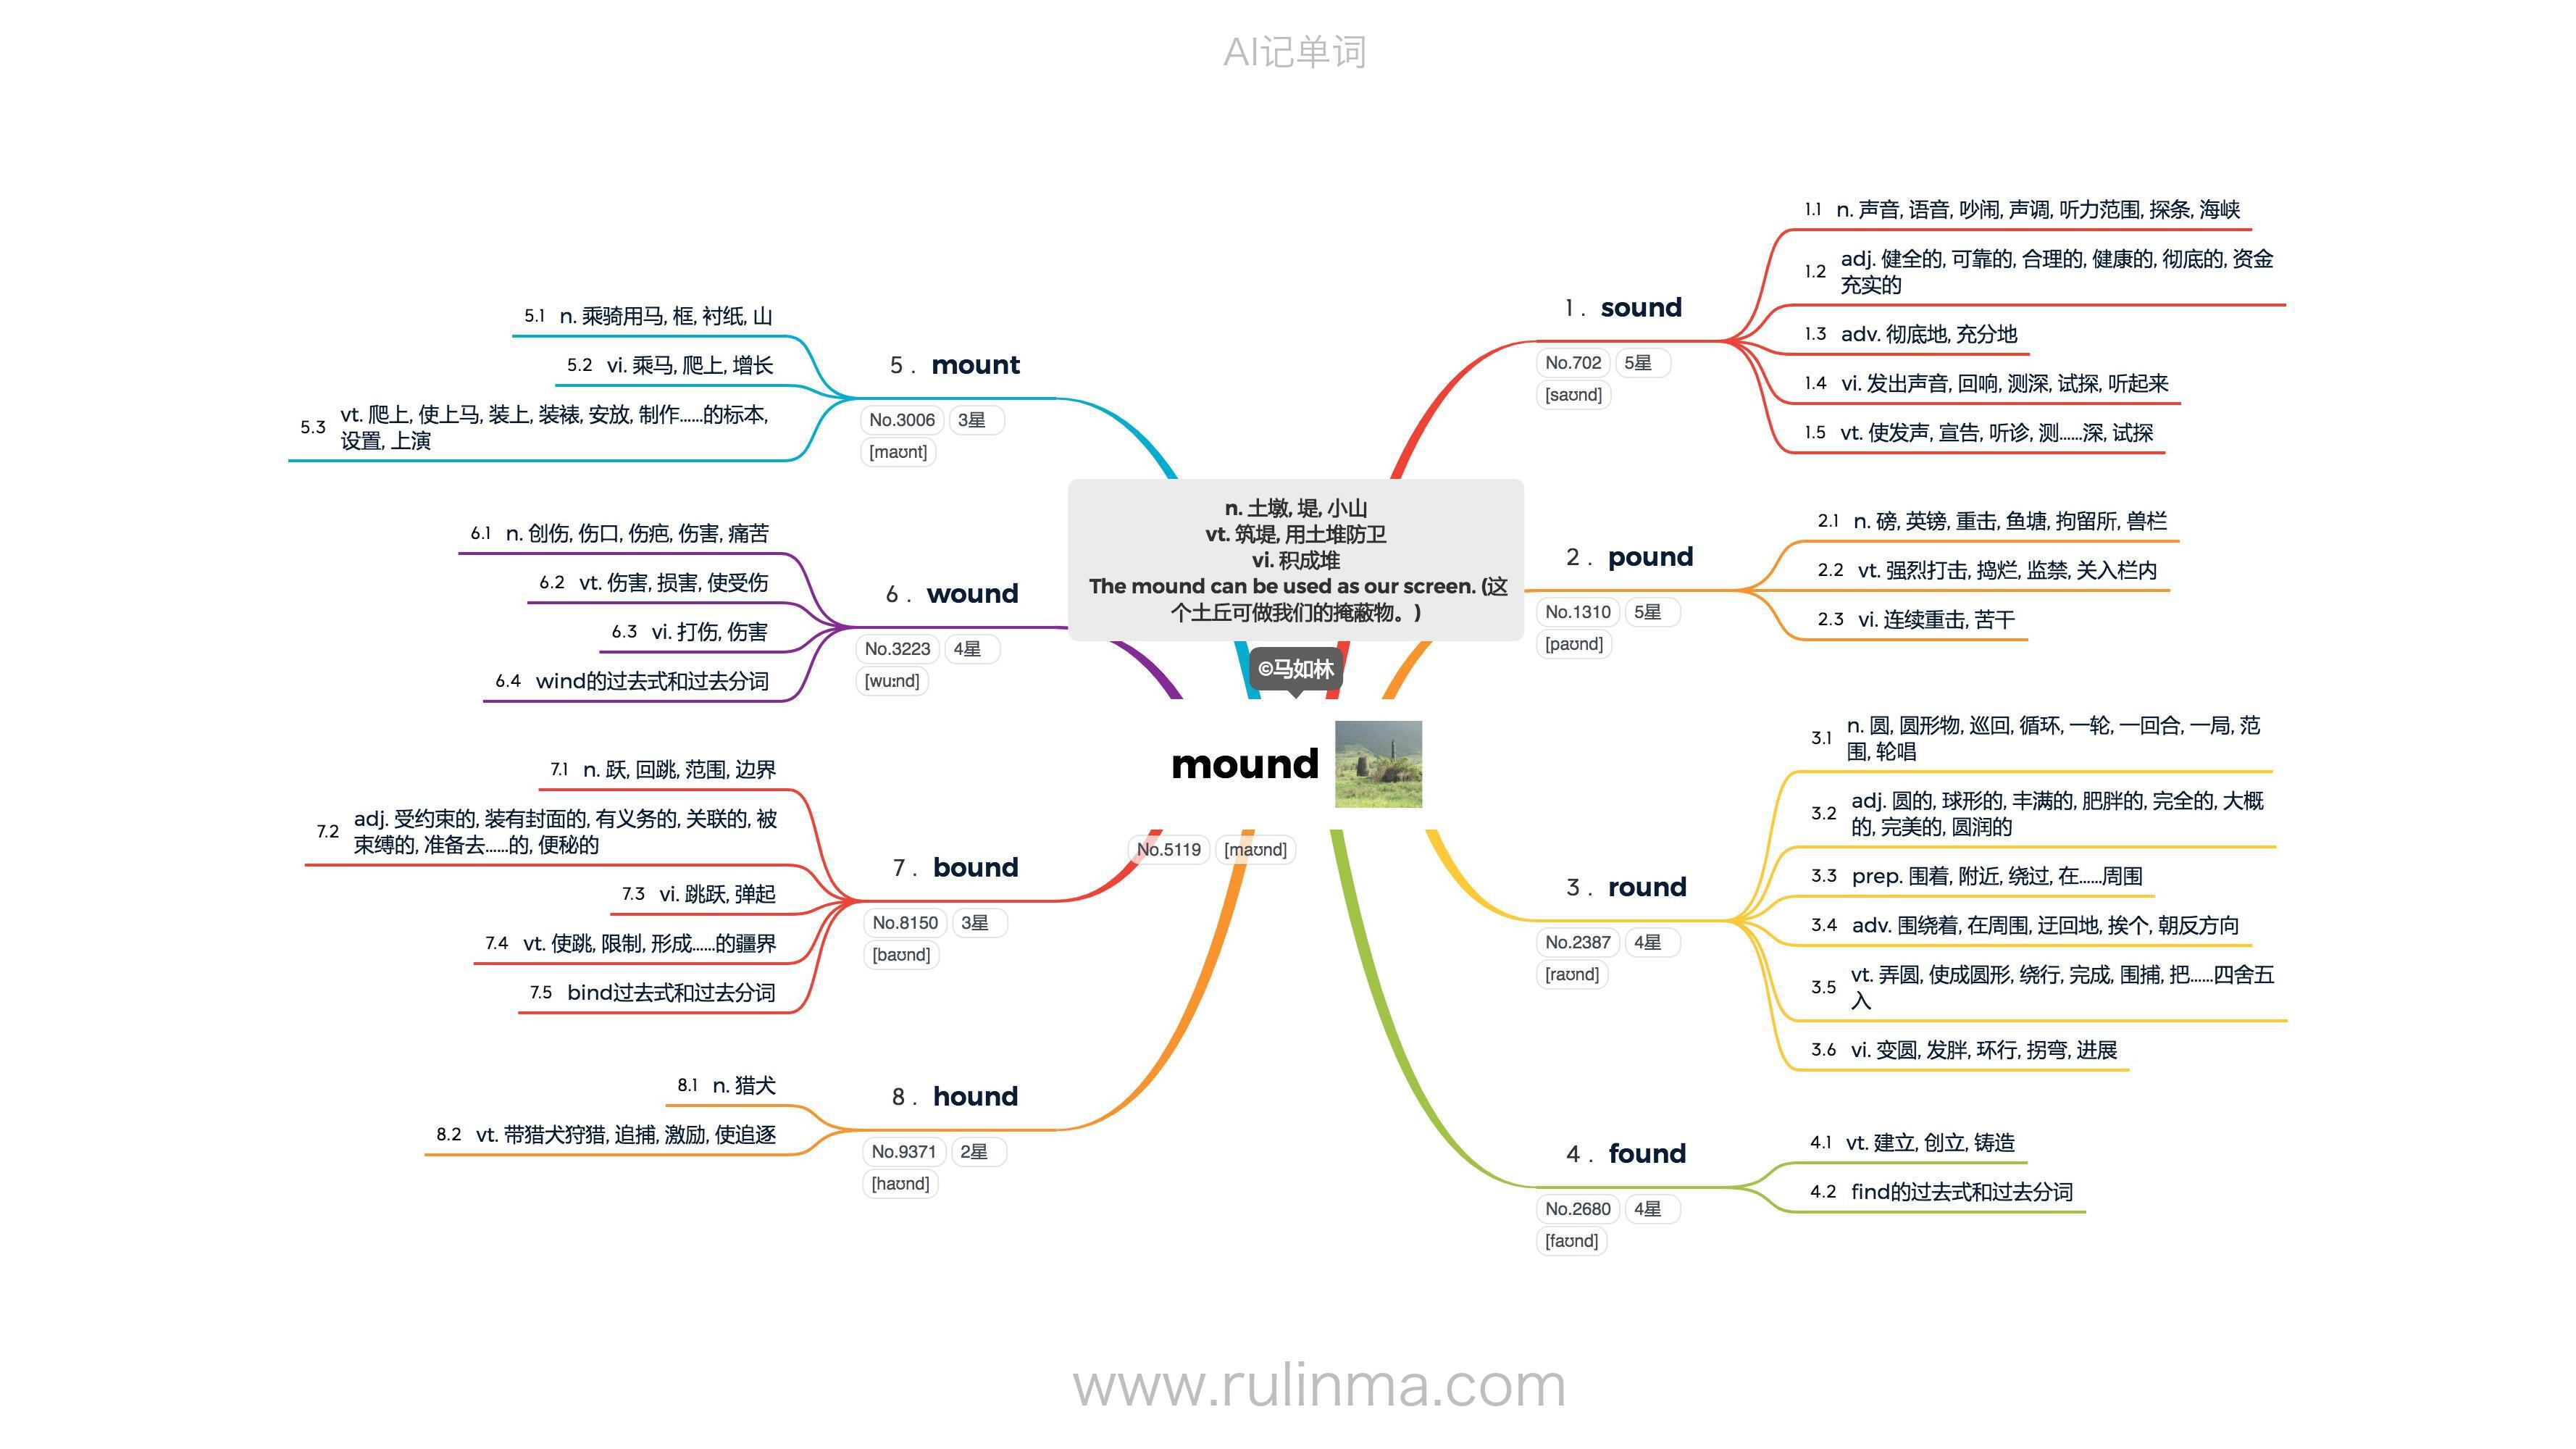 AI记单词
n. 土墩, 堤, 小山
vt. 筑堤, 用土堆防卫
vi. 积成堆
The mound can be used as our screen. (这
个土丘可做我们的掩蔽物。)
©马如林
mound
No.5119 [maʊnd]
1 . sound
No.702 5星
[saʊnd]
1.1 n. 声音, 语音, 吵闹, 声调, 听力范围, 探条, 海峡
1.2 adj. 健全的, 可靠的, 合理的, 健康的, 彻底的, 资金
充实的
1.3 adv. 彻底地, 充分地
1.4 vi. 发出声音, 回响, 测深, 试探, 听起来
1.5 vt. 使发声, 宣告, 听诊, 测……深, 试探
2 . pound
No.1310 5星
[paʊnd]
2.1 n. 磅, 英镑, 重击, 鱼塘, 拘留所, 兽栏
2.2 vt. 强烈打击, 捣烂, 监禁, 关入栏内
2.3 vi. 连续重击, 苦干
3 . round
No.2387 4星
[raʊnd]
3.1 n. 圆, 圆形物, 巡回, 循环, 一轮, 一回合, 一局, 范
围, 轮唱
3.2 adj. 圆的, 球形的, 丰满的, 肥胖的, 完全的, 大概
的, 完美的, 圆润的
3.3 prep. 围着, 附近, 绕过, 在……周围
3.4 adv. 围绕着, 在周围, 迂回地, 挨个, 朝反方向
3.5 vt. 弄圆, 使成圆形, 绕行, 完成, 围捕, 把……四舍五
入
3.6 vi. 变圆, 发胖, 环行, 拐弯, 进展
4 . found
No.2680 4星
[faʊnd]
4.1 vt. 建立, 创立, 铸造
4.2 find的过去式和过去分词
5 . mount
No.3006 3星
[maʊnt]
5.1 n. 乘骑用马, 框, 衬纸, 山
5.2 vi. 乘马, 爬上, 增长
5.3 vt. 爬上, 使上马, 装上, 装裱, 安放, 制作……的标本,
设置, 上演
6 . wound
No.3223 4星
[wuːnd]
6.1 n. 创伤, 伤口, 伤疤, 伤害, 痛苦
6.2 vt. 伤害, 损害, 使受伤
6.3 vi. 打伤, 伤害
6.4 wind的过去式和过去分词
7 . bound
No.8150 3星
[baʊnd]
7.1 n. 跃, 回跳, 范围, 边界
7.2 adj. 受约束的, 装有封面的, 有义务的, 关联的, 被
束缚的, 准备去……的, 便秘的
7.3 vi. 跳跃, 弹起
7.4 vt. 使跳, 限制, 形成……的疆界
7.5 bind过去式和过去分词
8 . hound
No.9371 2星
[haʊnd]
8.1 n. 猎犬
8.2 vt. 带猎犬狩猎, 追捕, 激励, 使追逐
www.rulinma.com